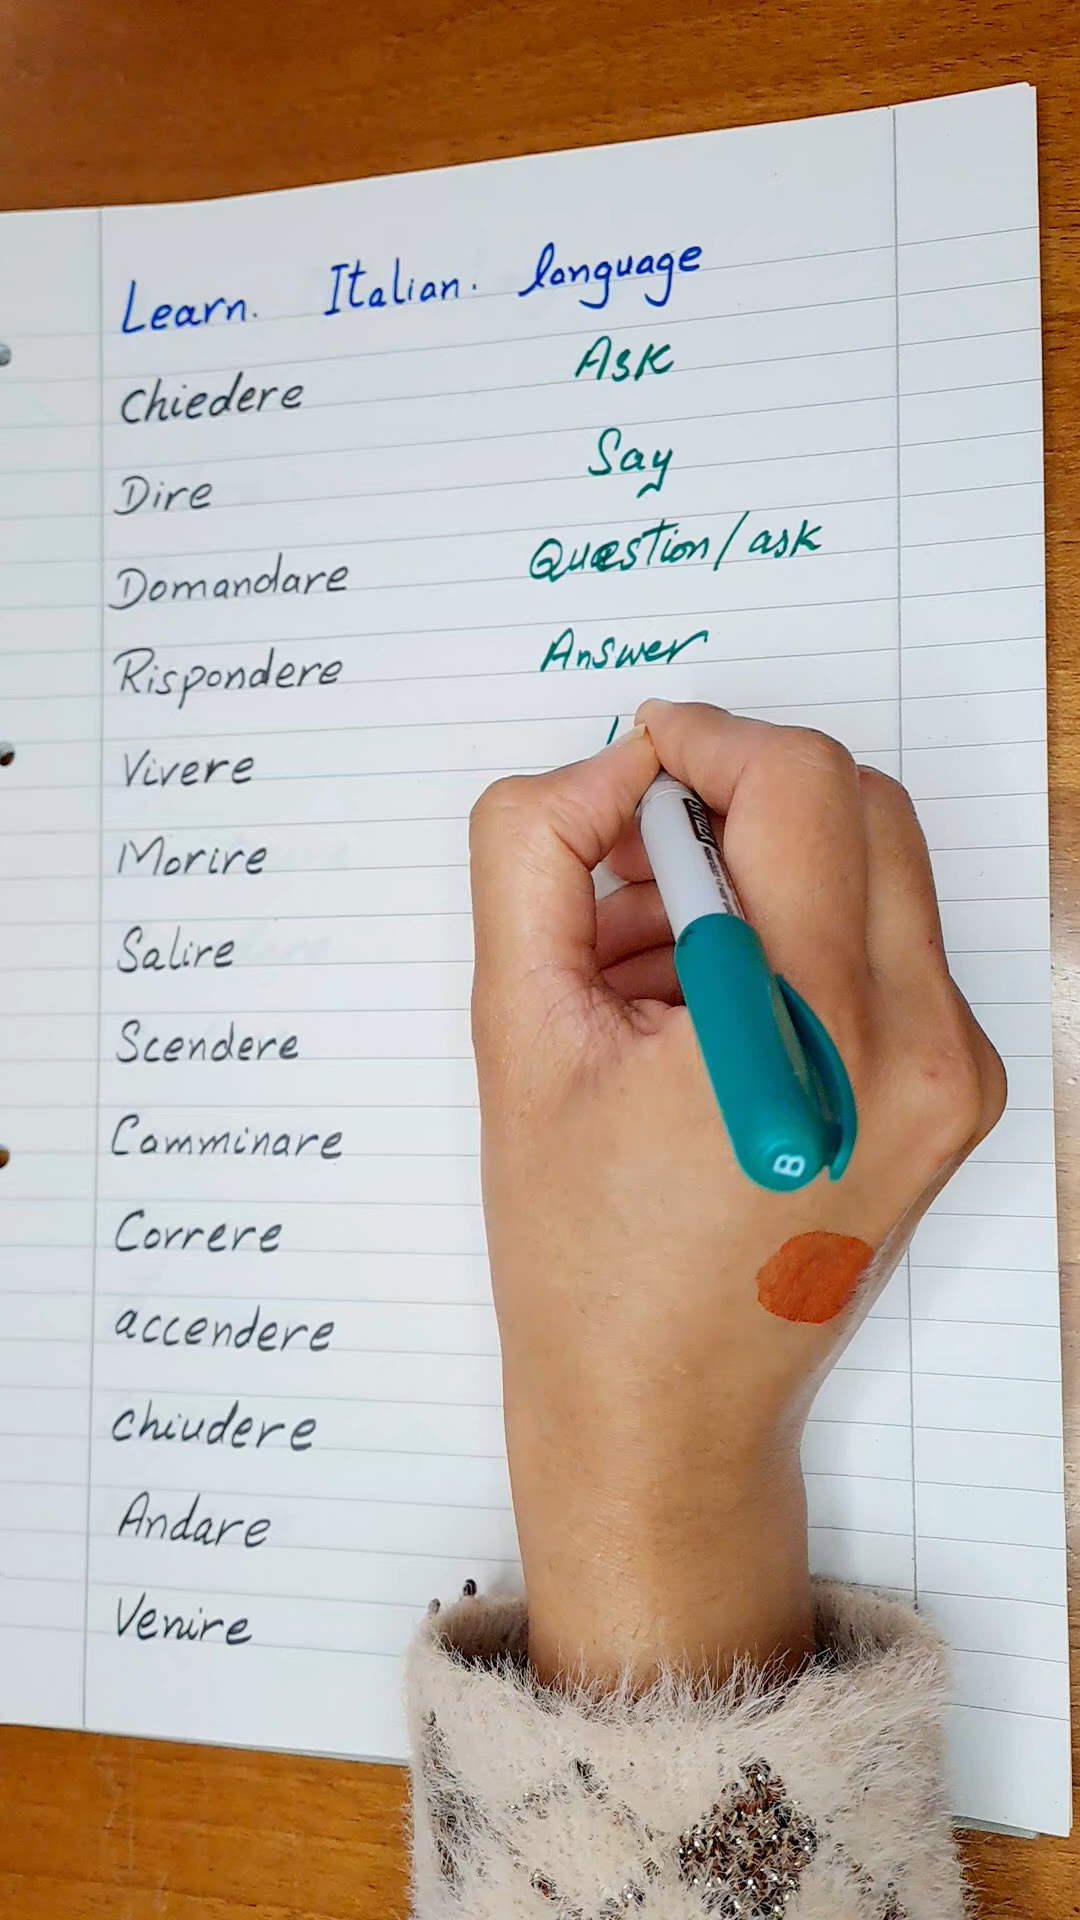 Learn. Italian. language
Chiedere Ask
Dire Say
Domandare Question/ask
Rispondere Answer
Vivere
Morire
Salire
Scendere
Camminare
Correre
accendere
chiudere
Andare
Venire
B